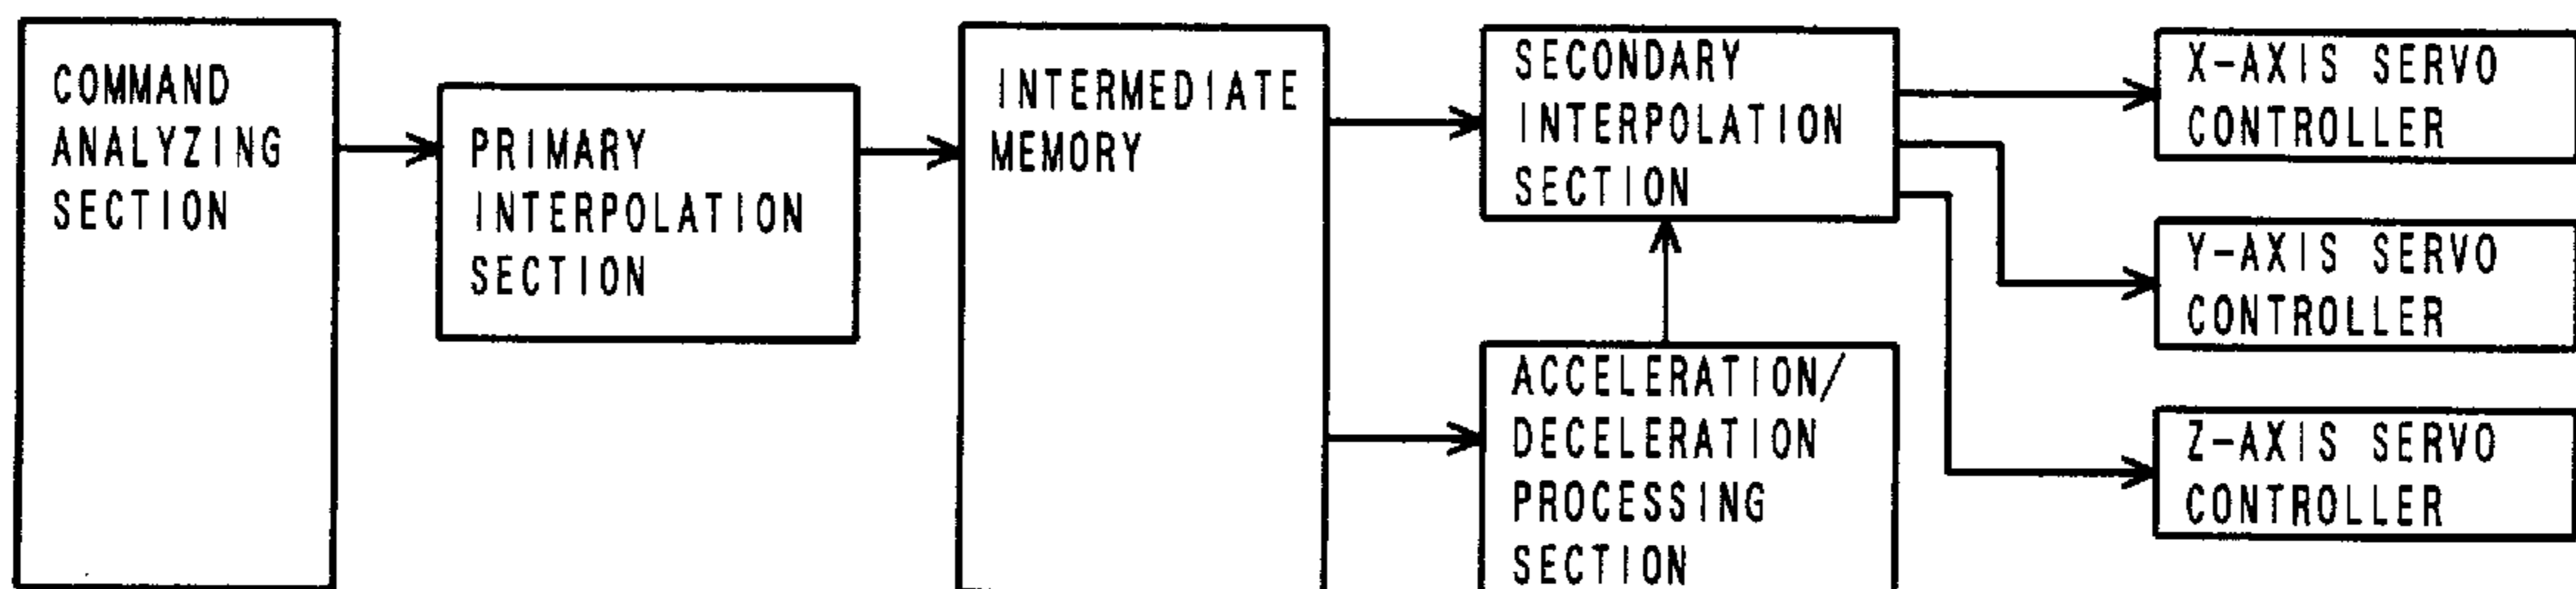 COMMAND
ANALYZING
SECTION
PRIMARY
INTERPOLATION
SECTION
INTERMEDIATE
MEMORY
SECONDARY
INTERPOLATION
SECTION
ACCELERATION/
DECELERATION
PROCESSING
SECTION
X-AXIS SERVO
CONTROLLER
Y-AXIS SERVO
CONTROLLER
Z-AXIS SERVO
CONTROLLER